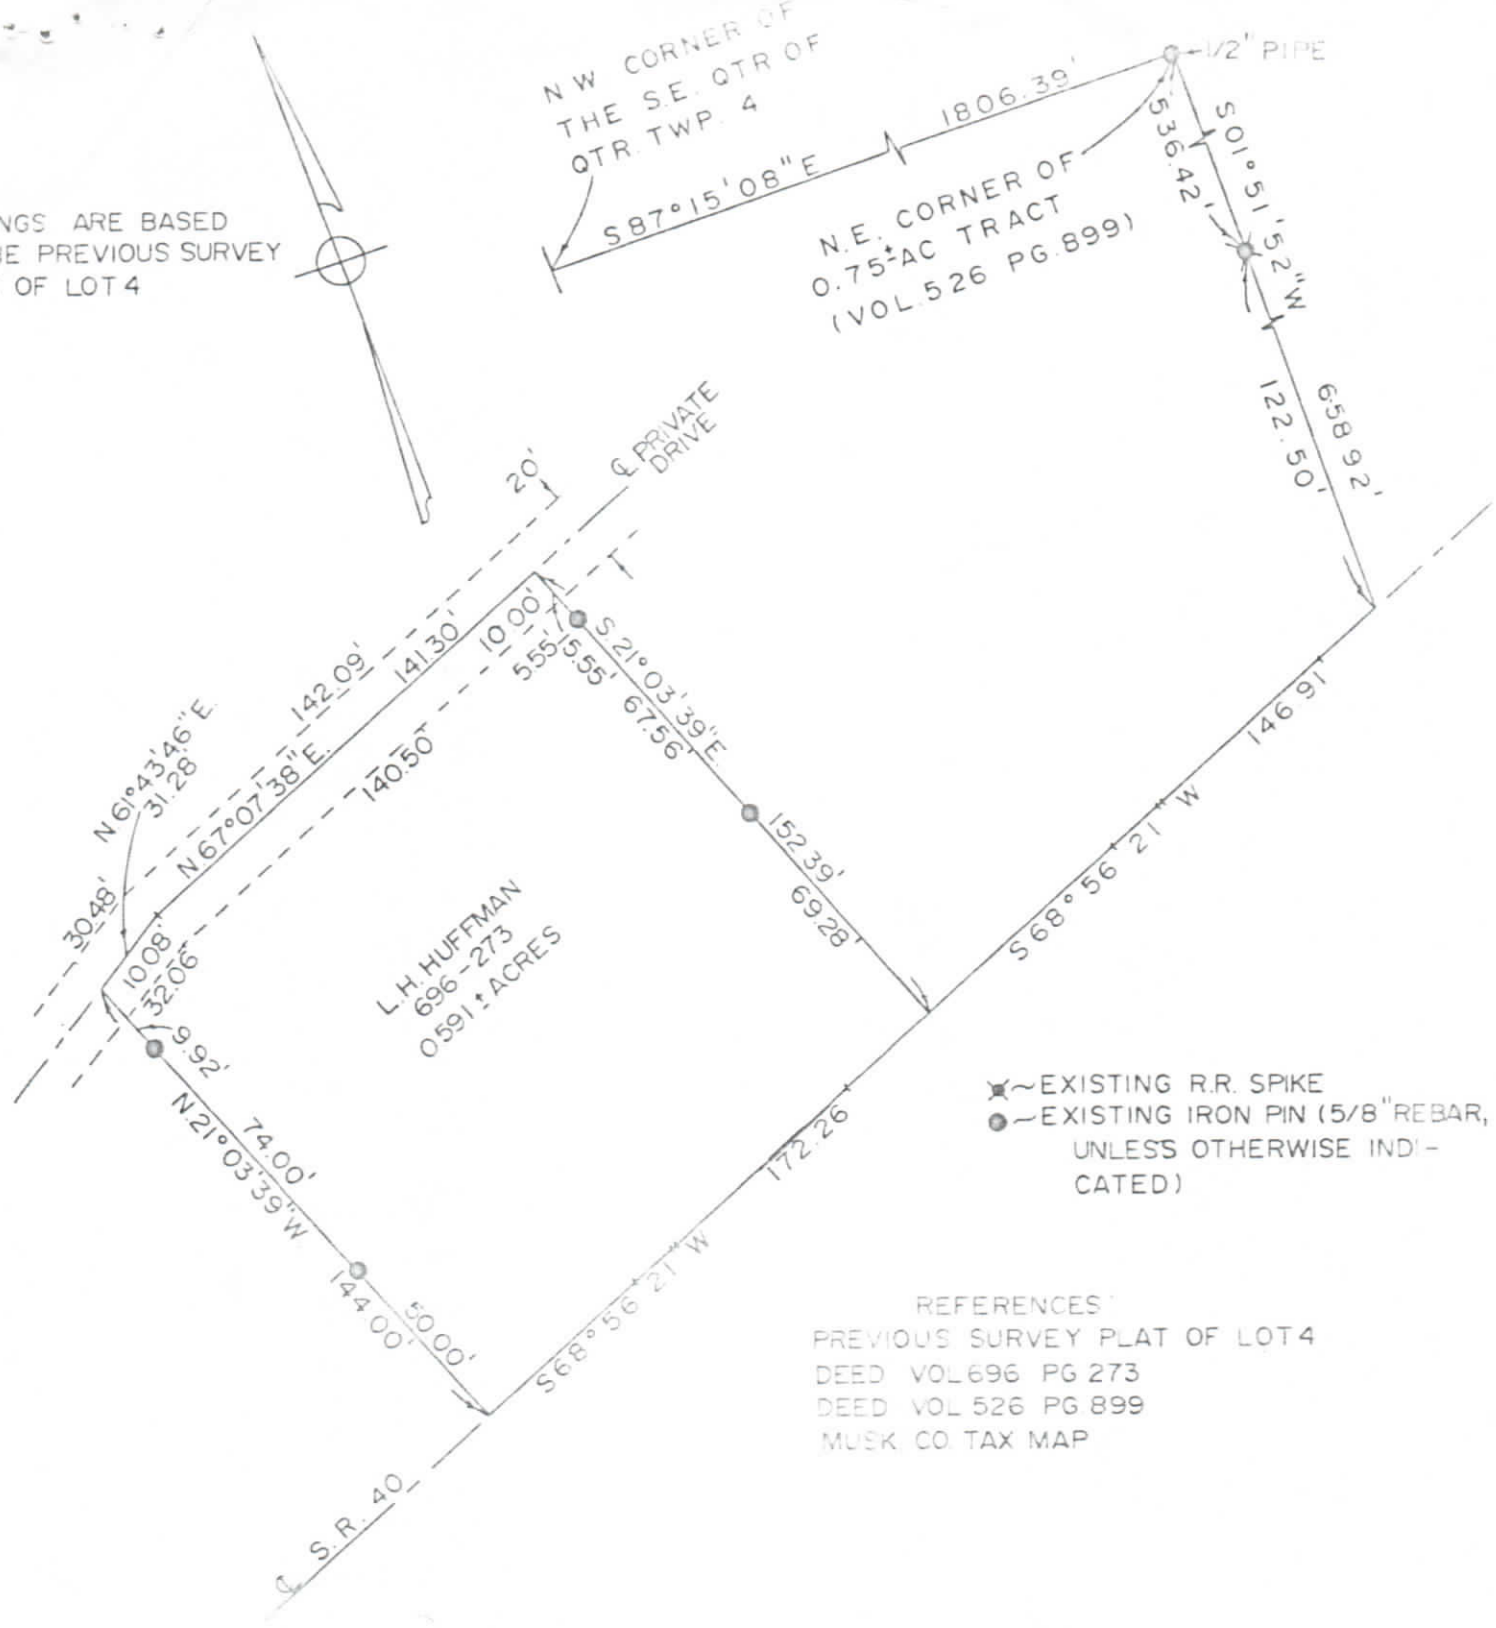 N W CORNER OF
THE S.E. QTR OF
QTR. TWP. 4
1/2" PIPE
1806.39'
S87°15'08"E
536.42'
S01°51'52"W
N.E. CORNER OF
0.75±AC TRACT
(VOL.526 PG.899)
NGS ARE BASED
PREVIOUS SURVEY
OF LOT 4
658 92'
122.50'
20'
℄ PRIVATE
DRIVE
142.09'
141.30'
10 00'
5.55'
15.55'
S.21°03'39"E.
67.56'
N.61°43'46"E.
31.28'
N.67°07'38"E.
140.50'
30.48'
10 08'
32.06'
9.92'
152 39'
69.28'
146 91'
S 68° 56' 21" W
L.H. HUFFMAN
696-273
0591± ACRES
N.21°03'39"W
74.00'
144.00'
50.00'
172.26
S68° 56' 21" W
~EXISTING R.R. SPIKE
~EXISTING IRON PIN (5/8" REBAR,
UNLESS OTHERWISE INDI-
CATED)
REFERENCES
PREVIOUS SURVEY PLAT OF LOT 4
DEED VOL 696 PG 273
DEED VOL 526 PG.899
MUSK. CO. TAX MAP
℄ S.R. 40